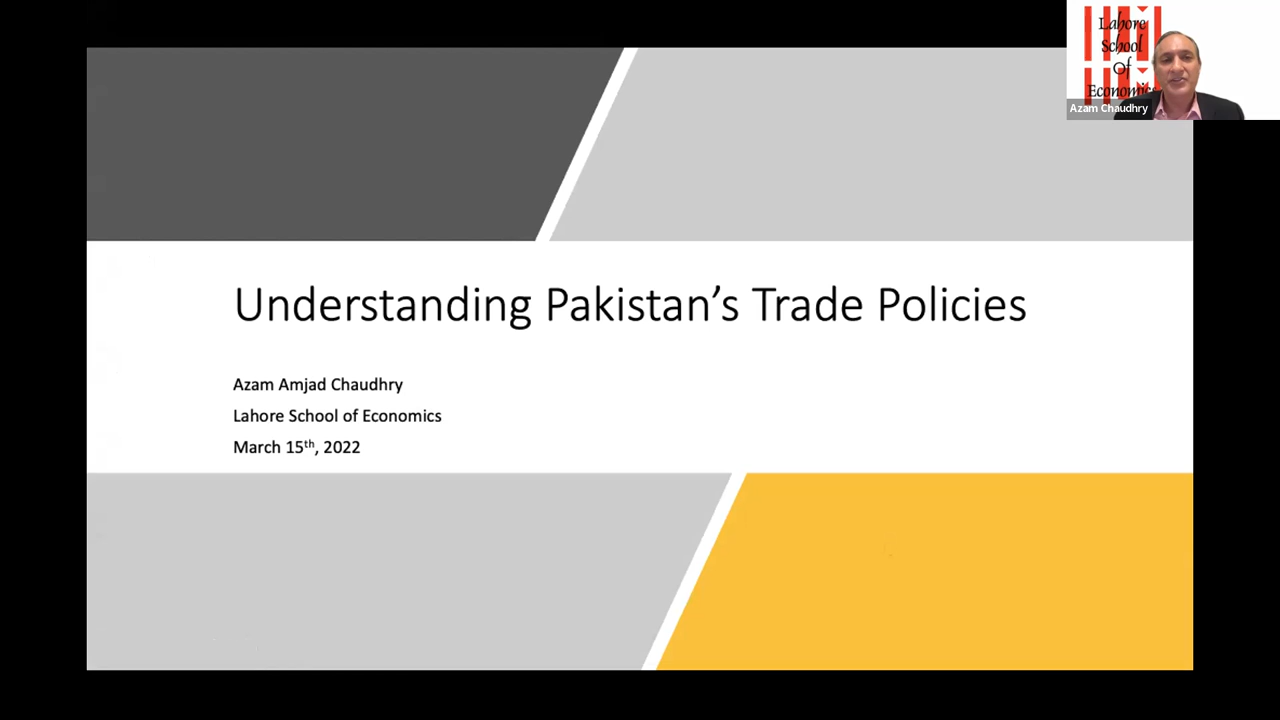 Lahore
School
Of
Economics
Azam Chaudhry
Understanding Pakistan’s Trade Policies
Azam Amjad Chaudhry
Lahore School of Economics
March 15th, 2022